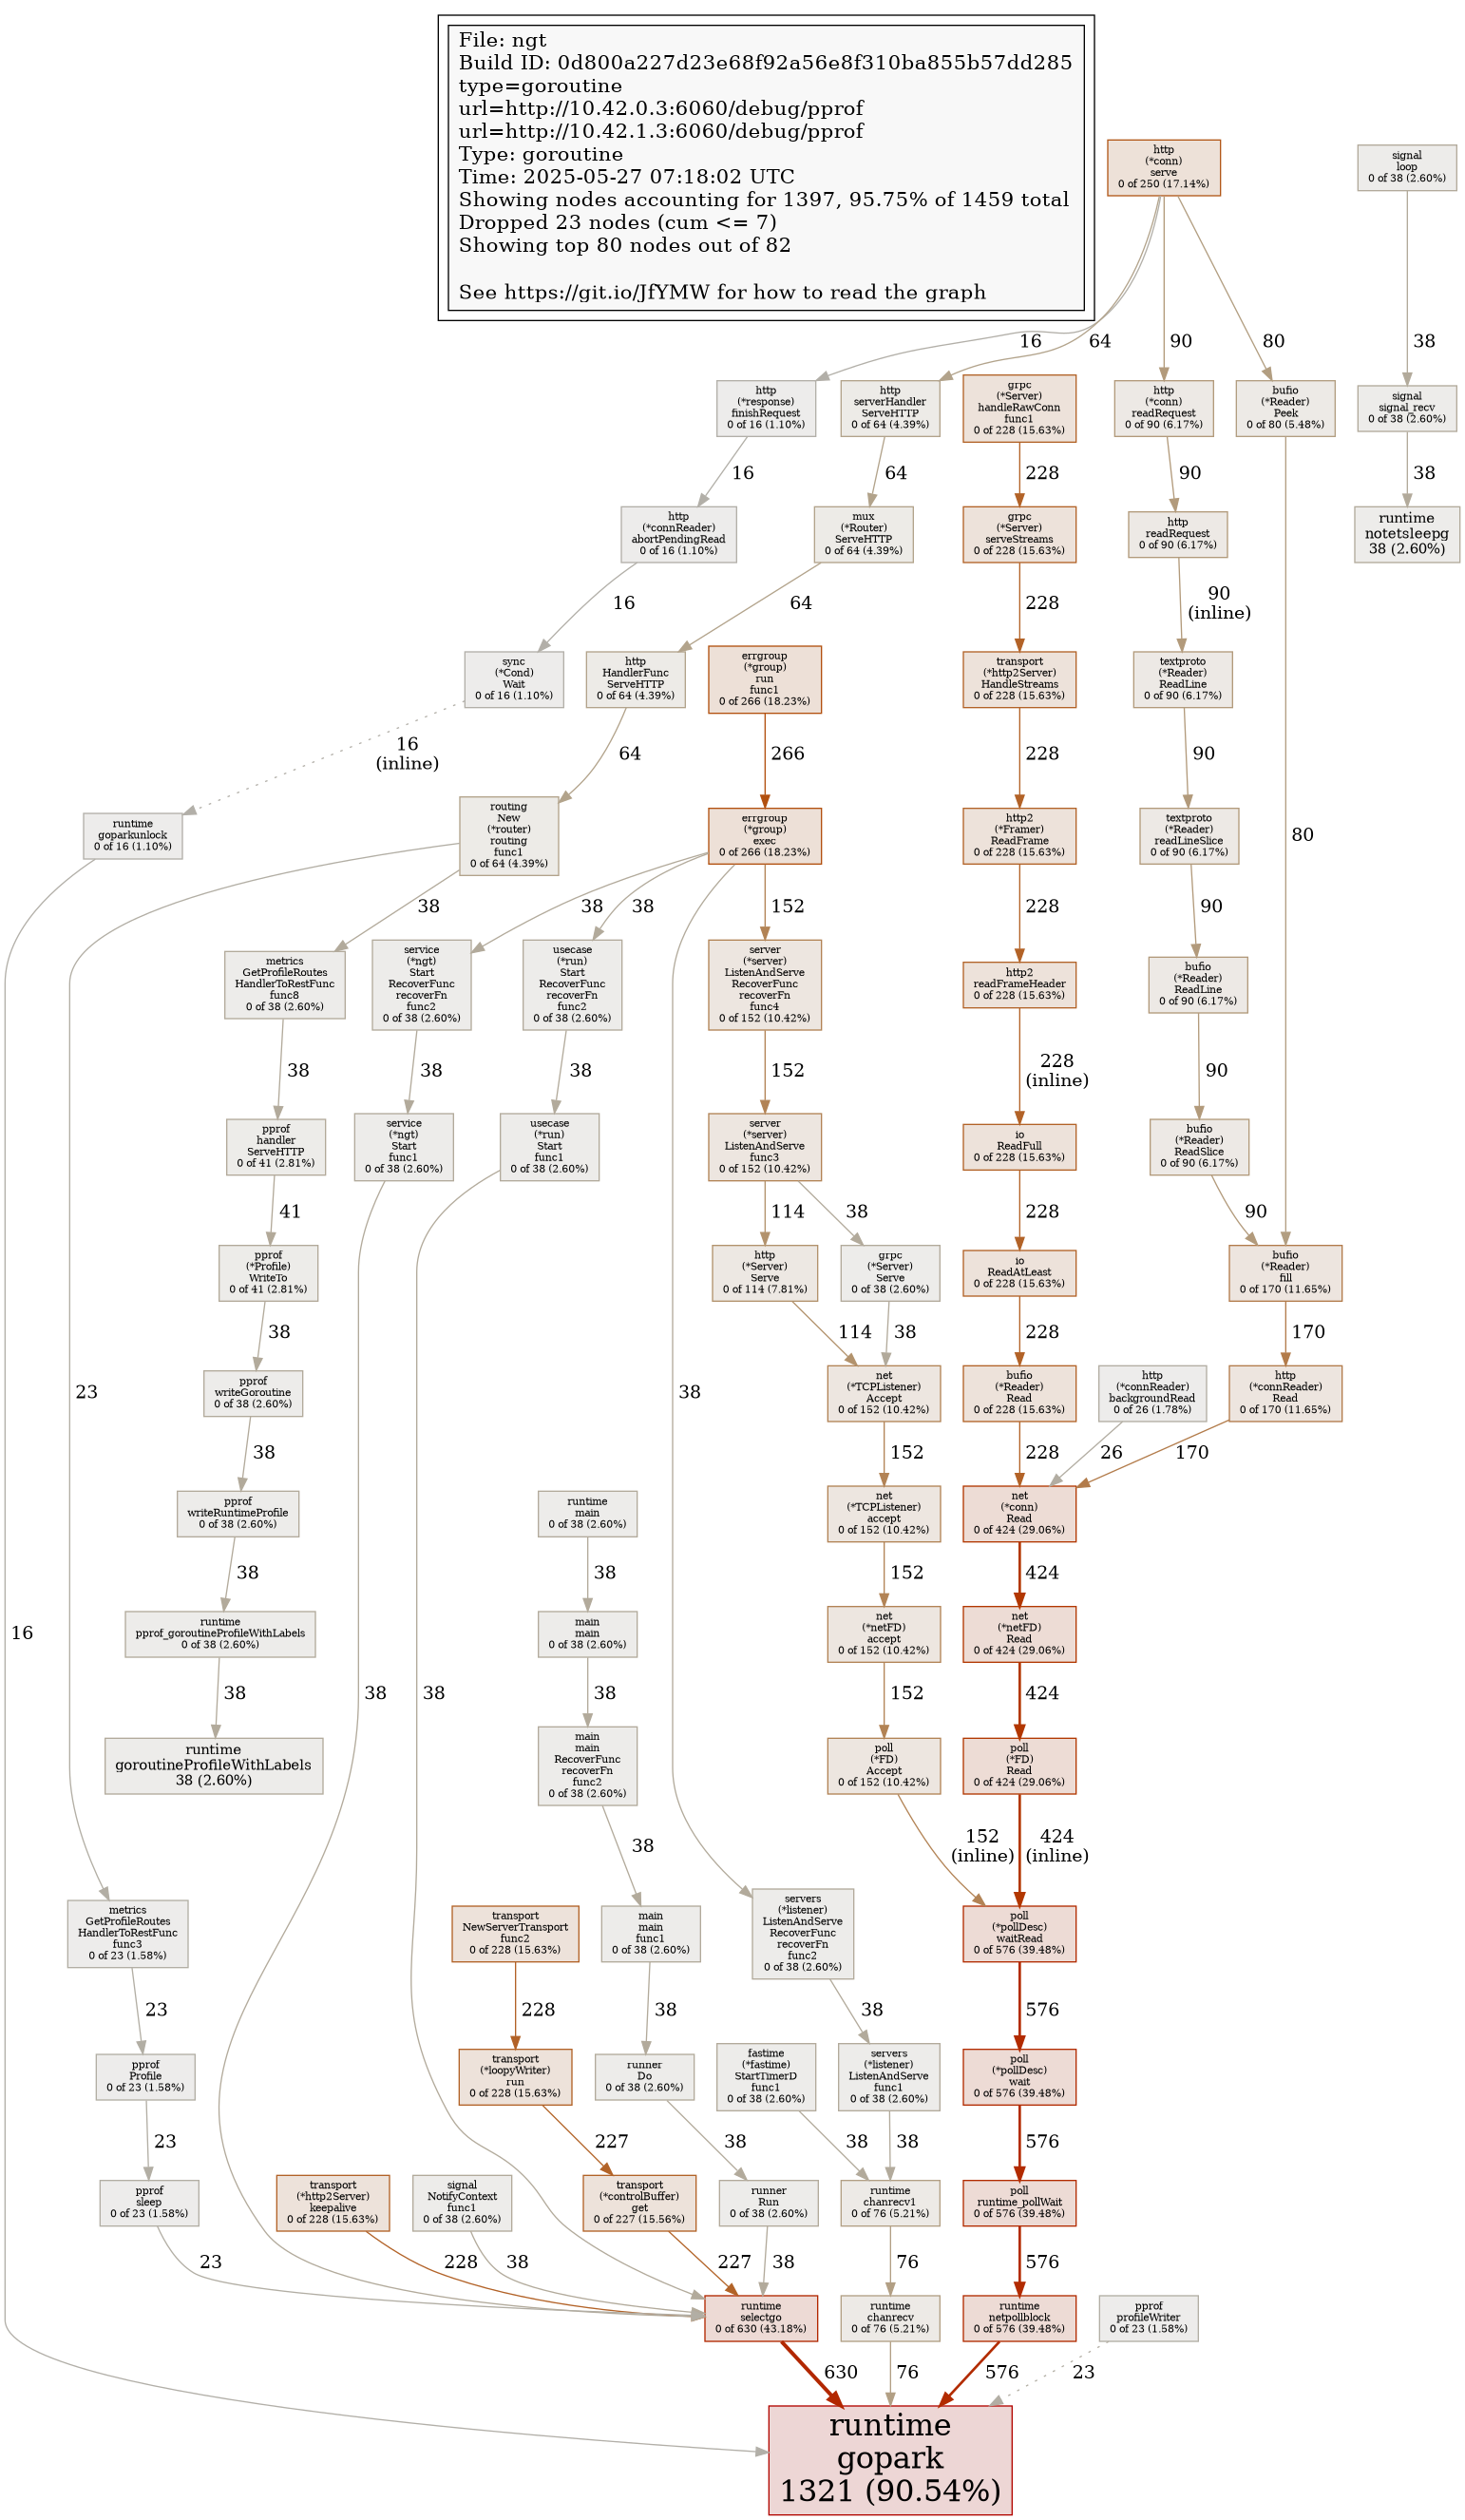 File: ngt
Build ID: 0d800a227d23e68f92a56e8f310ba855b57dd285
type=goroutine
url=http://10.42.0.3:6060/debug/pprof
url=http://10.42.1.3:6060/debug/pprof
Type: goroutine
Time: 2025-05-27 07:18:02 UTC
Showing nodes accounting for 1397, 95.75% of 1459 total
Dropped 23 nodes (cum <= 7)
Showing top 80 nodes out of 82
See https://git.io/JfYMW for how to read the graph
http
(*conn)
serve
0 of 250 (17.14%)
signal
loop
0 of 38 (2.60%)
16
64
90
80
38
http
(*response)
finishRequest
0 of 16 (1.10%)
http
serverHandler
ServeHTTP
0 of 64 (4.39%)
grpc
(*Server)
handleRawConn
func1
0 of 228 (15.63%)
http
(*conn)
readRequest
0 of 90 (6.17%)
bufio
(*Reader)
Peek
0 of 80 (5.48%)
signal
signal_recv
0 of 38 (2.60%)
16
64
228
90
38
http
(*connReader)
abortPendingRead
0 of 16 (1.10%)
mux
(*Router)
ServeHTTP
0 of 64 (4.39%)
grpc
(*Server)
serveStreams
0 of 228 (15.63%)
http
readRequest
0 of 90 (6.17%)
runtime
notetsleepg
38 (2.60%)
16
64
228
90
(inline)
sync
(*Cond)
Wait
0 of 16 (1.10%)
http
HandlerFunc
ServeHTTP
0 of 64 (4.39%)
errgroup
(*group)
run
func1
0 of 266 (18.23%)
transport
(*http2Server)
HandleStreams
0 of 228 (15.63%)
textproto
(*Reader)
ReadLine
0 of 90 (6.17%)
16
(inline)
64
266
228
90
runtime
goparkunlock
0 of 16 (1.10%)
routing
New
(*router)
routing
func1
0 of 64 (4.39%)
errgroup
(*group)
exec
0 of 266 (18.23%)
http2
(*Framer)
ReadFrame
0 of 228 (15.63%)
textproto
(*Reader)
readLineSlice
0 of 90 (6.17%)
80
38
38
38
152
228
90
metrics
GetProfileRoutes
HandlerToRestFunc
func8
0 of 38 (2.60%)
service
(*ngt)
Start
RecoverFunc
recoverFn
func2
0 of 38 (2.60%)
usecase
(*run)
Start
RecoverFunc
recoverFn
func2
0 of 38 (2.60%)
server
(*server)
ListenAndServe
RecoverFunc
recoverFn
func4
0 of 152 (10.42%)
http2
readFrameHeader
0 of 228 (15.63%)
bufio
(*Reader)
ReadLine
0 of 90 (6.17%)
38
38
38
152
228
(inline)
90
pprof
handler
ServeHTTP
0 of 41 (2.81%)
service
(*ngt)
Start
func1
0 of 38 (2.60%)
usecase
(*run)
Start
func1
0 of 38 (2.60%)
server
(*server)
ListenAndServe
func3
0 of 152 (10.42%)
io
ReadFull
0 of 228 (15.63%)
bufio
(*Reader)
ReadSlice
0 of 90 (6.17%)
41
114
38
228
90
pprof
(*Profile)
WriteTo
0 of 41 (2.81%)
http
(*Server)
Serve
0 of 114 (7.81%)
grpc
(*Server)
Serve
0 of 38 (2.60%)
io
ReadAtLeast
0 of 228 (15.63%)
bufio
(*Reader)
fill
0 of 170 (11.65%)
38
114
38
228
170
23
38
pprof
writeGoroutine
0 of 38 (2.60%)
net
(*TCPListener)
Accept
0 of 152 (10.42%)
bufio
(*Reader)
Read
0 of 228 (15.63%)
http
(*connReader)
backgroundRead
0 of 26 (1.78%)
http
(*connReader)
Read
0 of 170 (11.65%)
38
152
228
26
170
pprof
writeRuntimeProfile
0 of 38 (2.60%)
runtime
main
0 of 38 (2.60%)
net
(*TCPListener)
accept
0 of 152 (10.42%)
net
(*conn)
Read
0 of 424 (29.06%)
38
38
152
424
16
runtime
pprof_goroutineProfileWithLabels
0 of 38 (2.60%)
main
main
0 of 38 (2.60%)
net
(*netFD)
accept
0 of 152 (10.42%)
net
(*netFD)
Read
0 of 424 (29.06%)
38
38
38
38
152
424
runtime
goroutineProfileWithLabels
38 (2.60%)
main
main
RecoverFunc
recoverFn
func2
0 of 38 (2.60%)
poll
(*FD)
Accept
0 of 152 (10.42%)
poll
(*FD)
Read
0 of 424 (29.06%)
38
152
(inline)
424
(inline)
metrics
GetProfileRoutes
HandlerToRestFunc
func3
0 of 23 (1.58%)
transport
NewServerTransport
func2
0 of 228 (15.63%)
main
main
func1
0 of 38 (2.60%)
servers
(*listener)
ListenAndServe
RecoverFunc
recoverFn
func2
0 of 38 (2.60%)
poll
(*pollDesc)
waitRead
0 of 576 (39.48%)
23
228
38
38
576
pprof
Profile
0 of 23 (1.58%)
transport
(*loopyWriter)
run
0 of 228 (15.63%)
runner
Do
0 of 38 (2.60%)
fastime
(*fastime)
StartTimerD
func1
0 of 38 (2.60%)
servers
(*listener)
ListenAndServe
func1
0 of 38 (2.60%)
poll
(*pollDesc)
wait
0 of 576 (39.48%)
23
227
38
38
38
576
pprof
sleep
0 of 23 (1.58%)
transport
(*http2Server)
keepalive
0 of 228 (15.63%)
signal
NotifyContext
func1
0 of 38 (2.60%)
transport
(*controlBuffer)
get
0 of 227 (15.56%)
runner
Run
0 of 38 (2.60%)
runtime
chanrecv1
0 of 76 (5.21%)
poll
runtime_pollWait
0 of 576 (39.48%)
23
228
38
227
38
76
576
runtime
selectgo
0 of 630 (43.18%)
runtime
chanrecv
0 of 76 (5.21%)
runtime
netpollblock
0 of 576 (39.48%)
pprof
profileWriter
0 of 23 (1.58%)
630
76
576
23
runtime
gopark
1321 (90.54%)